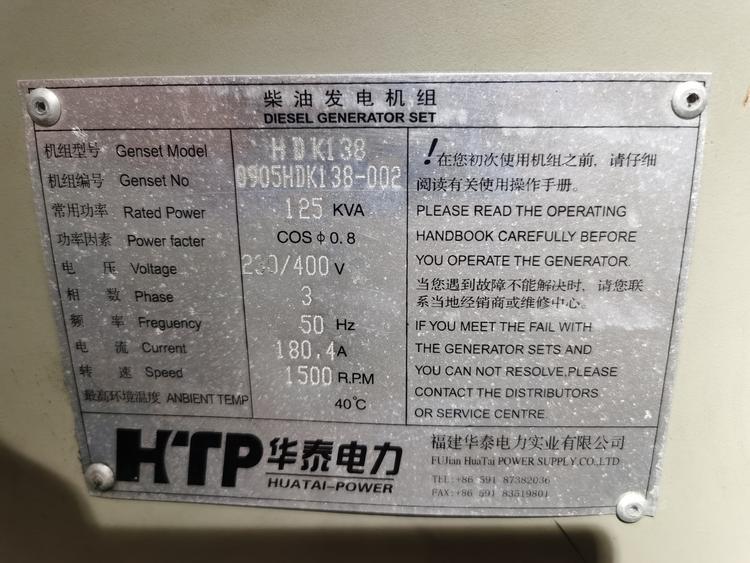 柴油发电机组
DIESEL GENERATOR SET
机组型号 Genset Model HDK138
机组编号 Genset No 0905HDK138-002
常用功率 Rated Power 125 KVA
功率因素 Power facter COS φ 0.8
电 压 Voltage 230/400 V
相 数 Phase 3
频 率 Freguency 50 Hz
电 流 Current 180.4 A
转 速 Speed 1500 R.P.M
最高环境温度 ANBIENT TEMP 40℃
!在您初次使用机组之前, 请仔细
阅读有关使用操作手册.
PLEASE READ THE OPERATING
HANDBOOK CAREFULLY BEFORE
YOU OPERATE THE GENERATOR.
当您遇到故障不能解决时, 请您联
系当地经销商或维修中心.
IF YOU MEET THE FAIL WITH
THE GENERATOR SETS AND
YOU CAN NOT RESOLVE,PLEASE
CONTACT THE DISTRIBUTORS
OR SERVICE CENTRE.
HTP 华泰电力
HUATAI-POWER
福建华泰电力实业有限公司
FUJian HuaTai POWER SUPPLY CO.,LTD
TEL:+86 591 87382036
FAX:+86 591 83519801